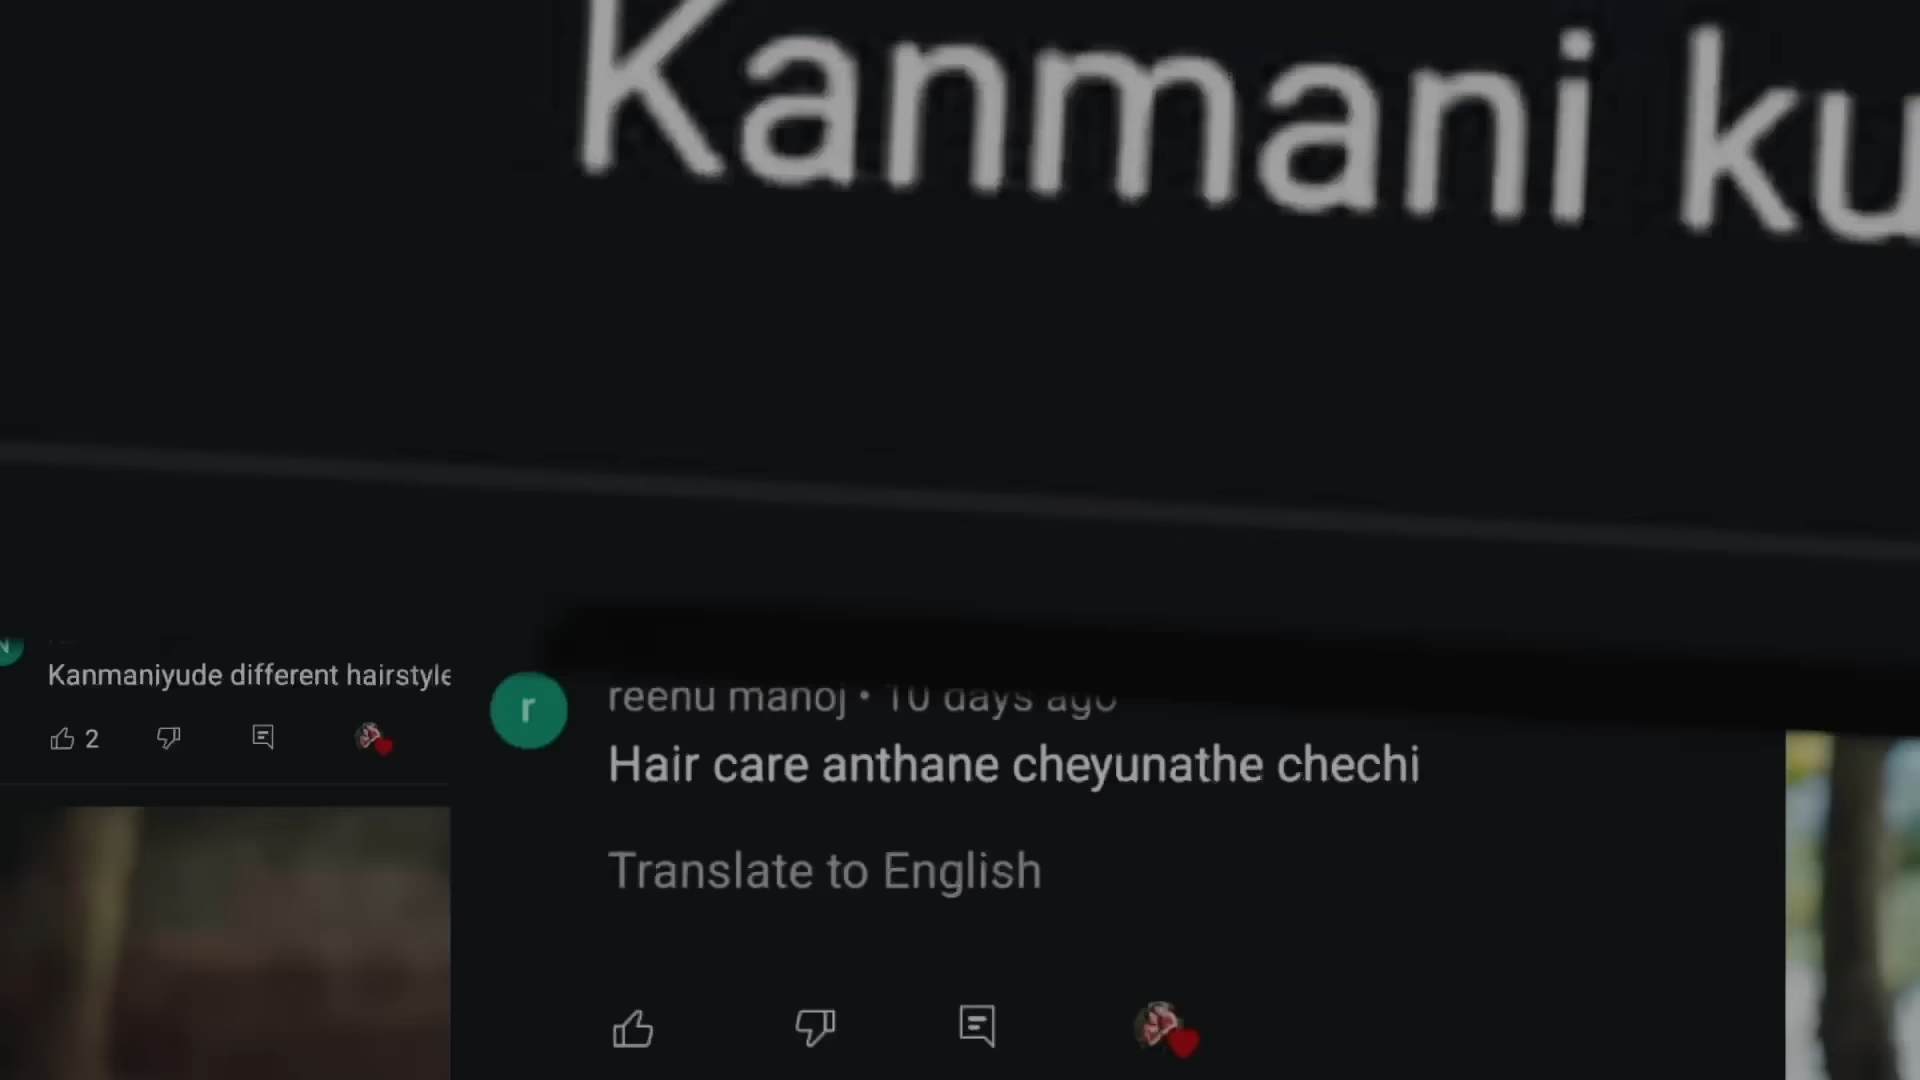 Kanmani ku
N
Kanmaniyude different hairstyle
2
r
reenu manoj • 10 days ago
Hair care anthane cheyunathe chechi
Translate to English